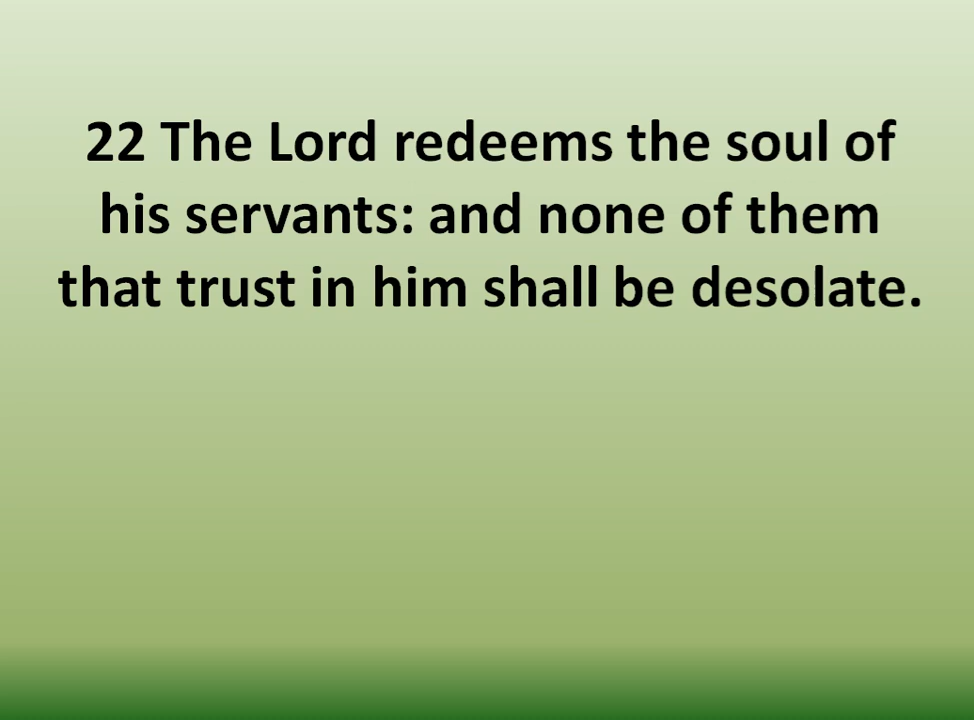 22 The Lord redeems the soul of
his servants: and none of them
that trust in him shall be desolate.